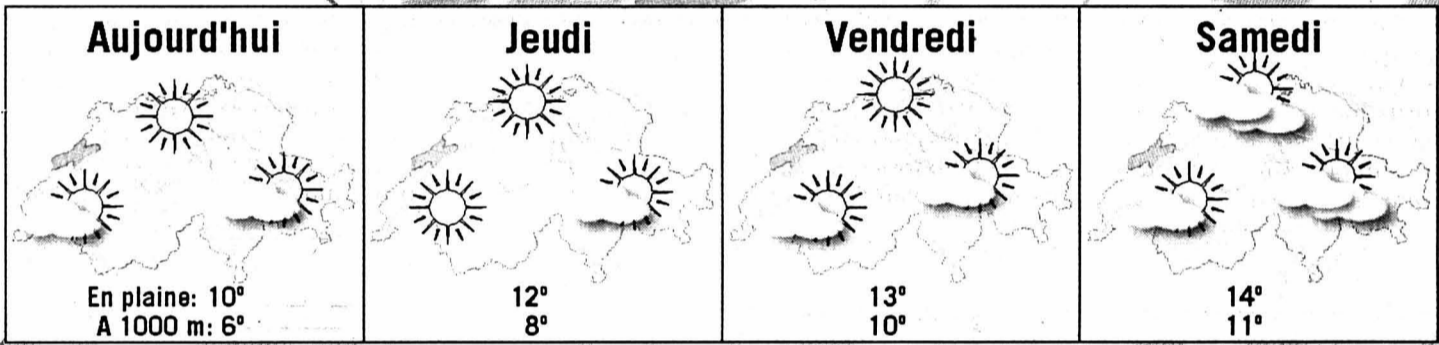 Aujourd'hui
En plaine: 10°
A 1000 m: 6°
Jeudi
12°
8°
Vendredi
13°
10°
Samedi
14°
11°